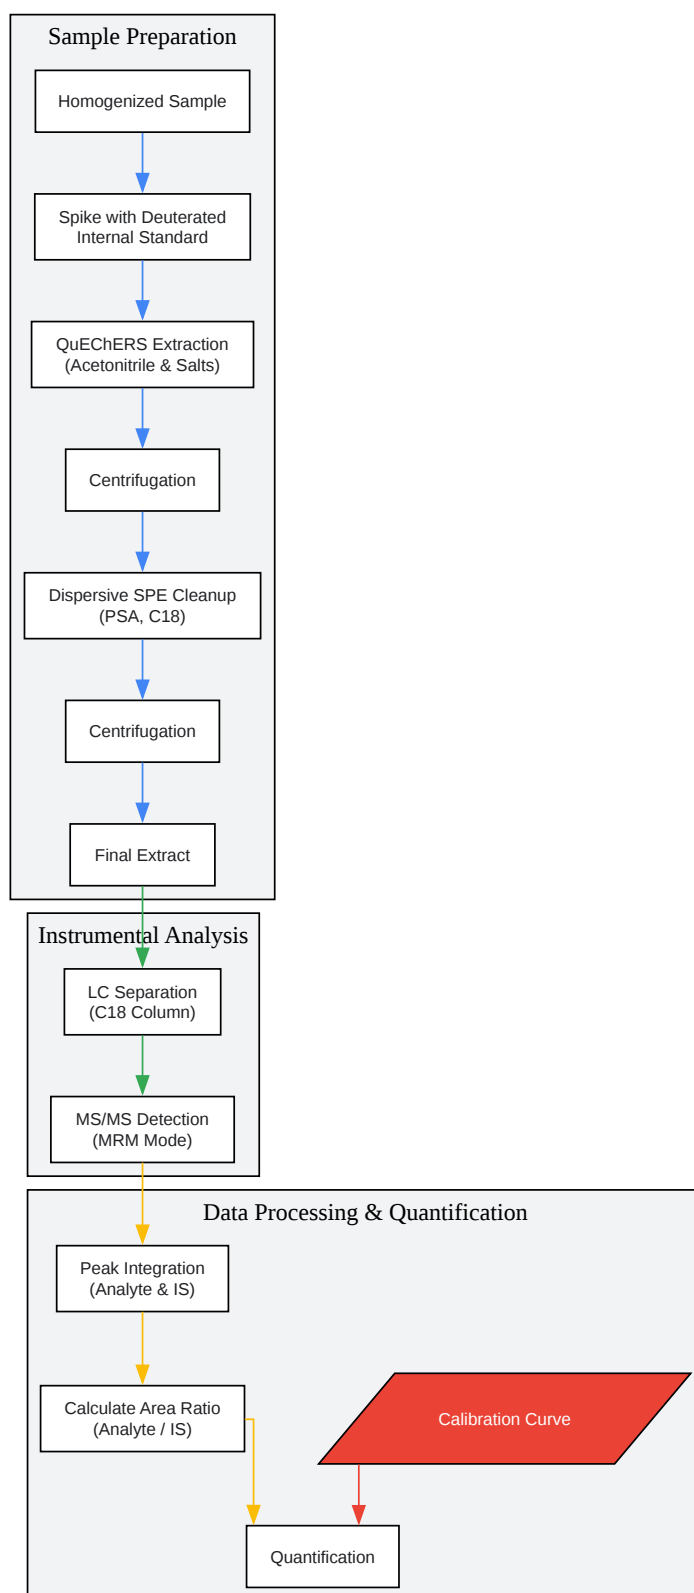 Sample Preparation
Homogenized Sample
Spike with Deuterated
Internal Standard
QuEChERS Extraction
(Acetonitrile & Salts)
Centrifugation
Dispersive SPE Cleanup
(PSA, C18)
Centrifugation
Final Extract
Instrumental Analysis
LC Separation
(C18 Column)
MS/MS Detection
(MRM Mode)
Data Processing & Quantification
Peak Integration
(Analyte & IS)
Calculate Area Ratio
(Analyte / IS)
Calibration Curve
Quantification